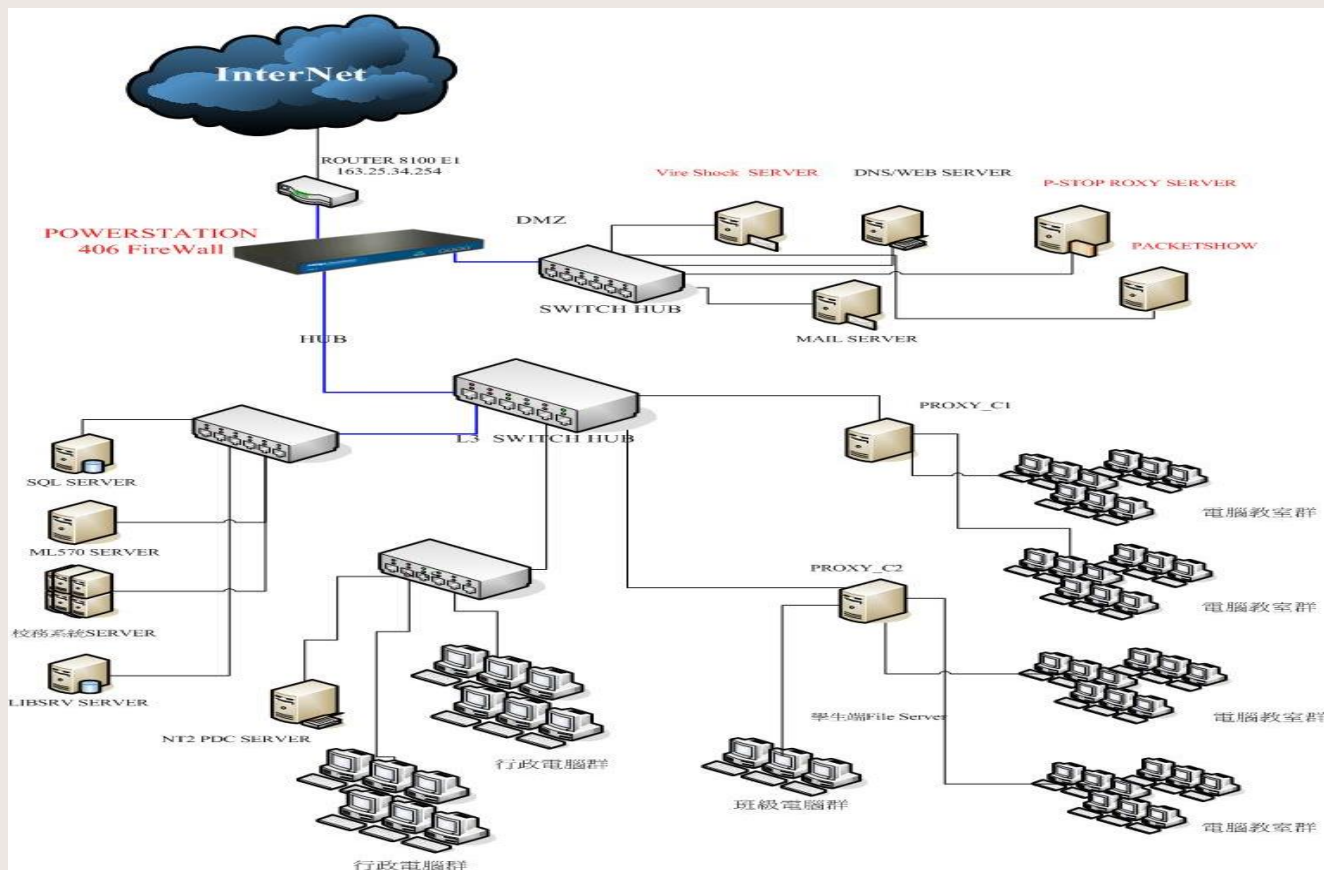 InterNet
ROUTER 8100 E1
163.25.34.254
Vire Shock SERVER
DNS/WEB SERVER
P-STOP ROXY SERVER
DMZ
POWERSTATION
406 FireWall
PACKETSHOW
SWITCH HUB
MAIL SERVER
HUB
PROXY_C1
L3 SWITCH HUB
SQL SERVER
電腦教室群
ML570 SERVER
PROXY_C2
電腦教室群
校務系統SERVER
LIBSRV SERVER
學生端File Server
電腦教室群
NT2 PDC SERVER
行政電腦群
班級電腦群
電腦教室群
行政電腦群